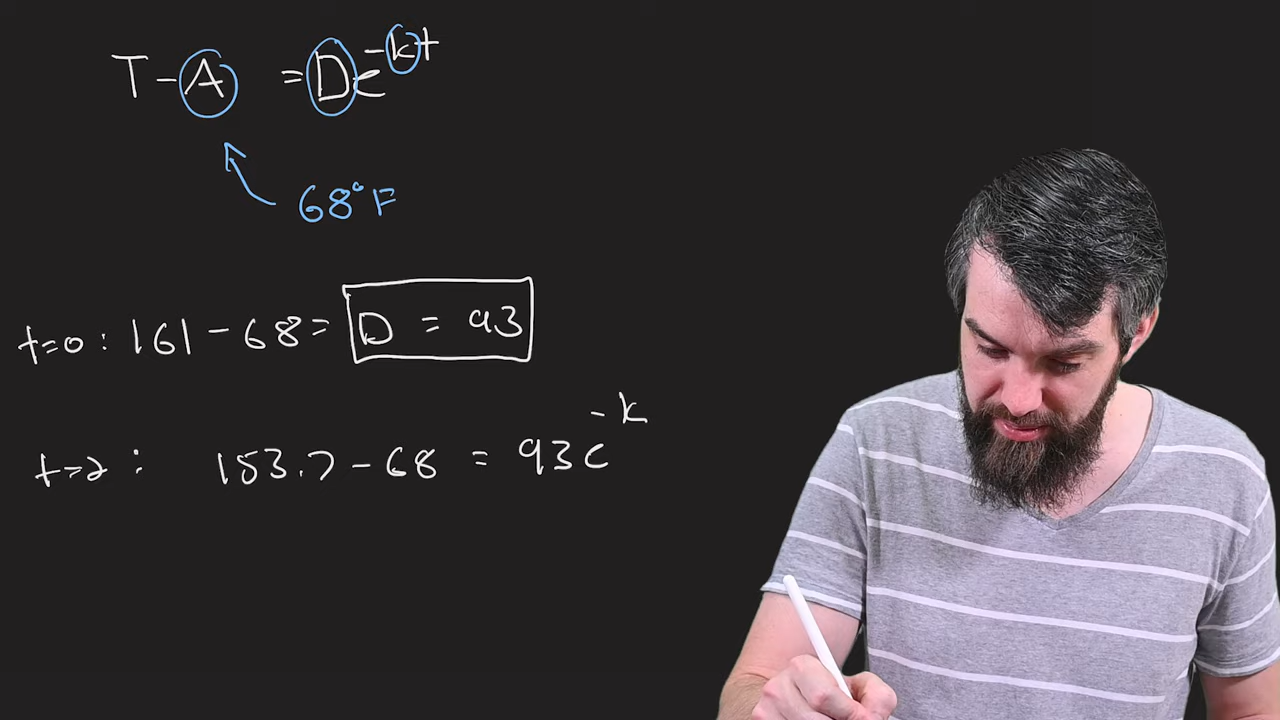 T - A = De^{-kt}
68°F
t=0 : 161 - 68 = D = 93
t=2 : 153.7 - 68 = 93e^{-k}